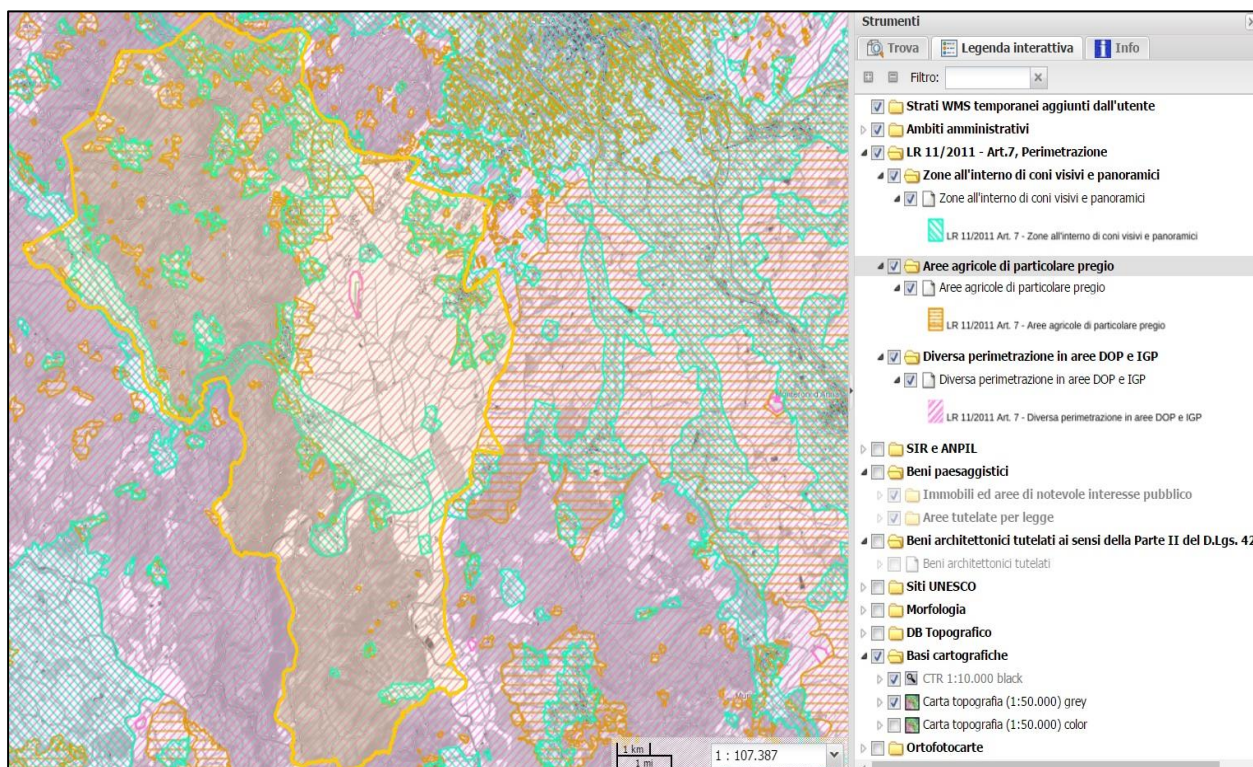 Strumenti
Trova
Legenda interattiva
Info
Filtro:
Strati WMS temporanei aggiunti dall'utente
Ambiti amministrativi
LR 11/2011 - Art.7, Perimetrazione
Zone all'interno di coni visivi e panoramici
Zone all'interno di coni visivi e panoramici
LR 11/2011 Art. 7 - Zone all'interno di coni visivi e panoramici
Aree agricole di particolare pregio
Aree agricole di particolare pregio
LR 11/2011 Art. 7 - Aree agricole di particolare pregio
Diversa perimetrazione in aree DOP e IGP
Diversa perimetrazione in aree DOP e IGP
LR 11/2011 Art. 7 - Diversa perimetrazione in aree DOP e IGP
SIR e ANPIL
Beni paesaggistici
Immobili ed aree di notevole interesse pubblico
Aree tutelate per legge
Beni architettonici tutelati ai sensi della Parte II del D.Lgs. 42
Beni architettonici tutelati
Siti UNESCO
Morfologia
DB Topografico
Basi cartografiche
CTR 1:10.000 black
Carta topografia (1:50.000) grey
Carta topografia (1:50.000) color
Ortofotocarte
1 km
1 mi
1 : 107.387